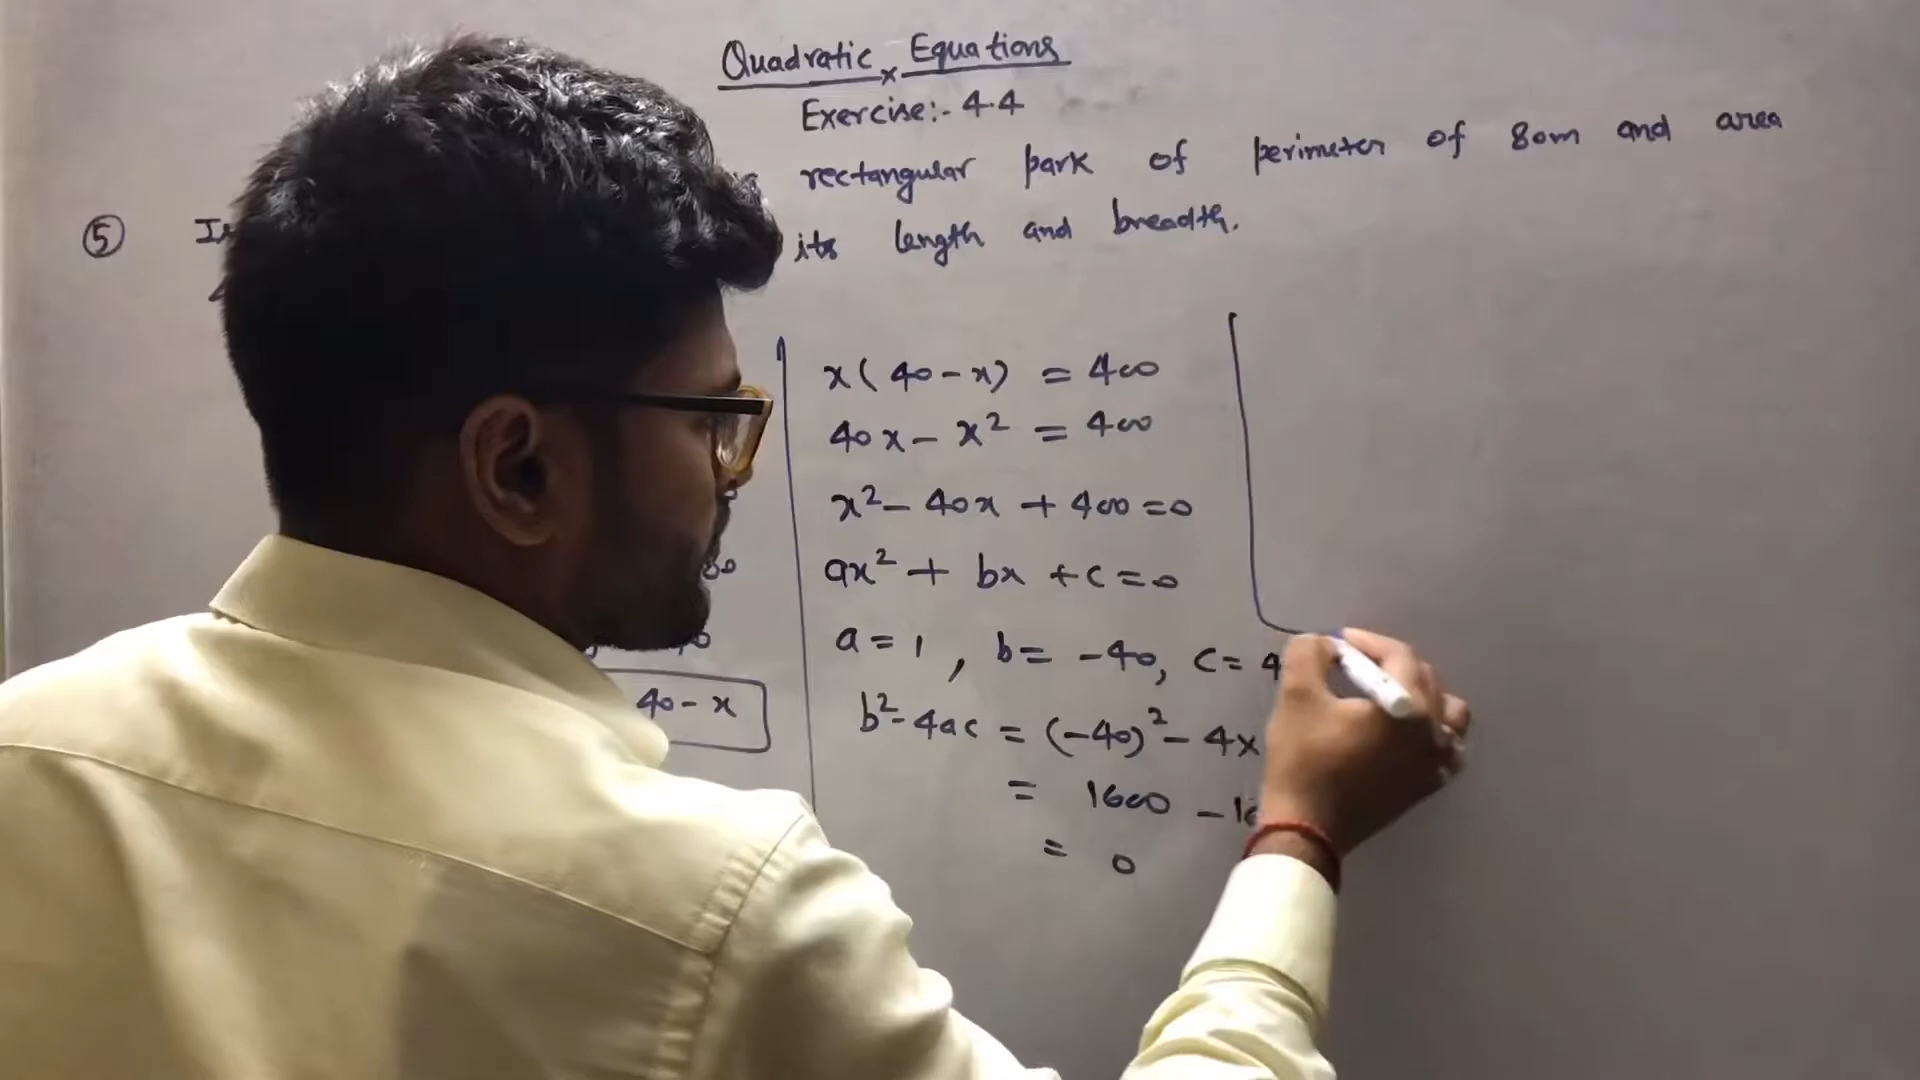 Quadratic Equations
Exercise:- 4.4
rectangular park of perimeter of 80m and area
⑤ its length and breadth.
x(40-x) = 400
40x - x² = 400
x² - 40x + 400 = 0
ax² + bx + c = 0
a = 1, b = -40, c = 4
40 - x
b² - 4ac = (-40)² - 4x
= 1600 - 16
= 0